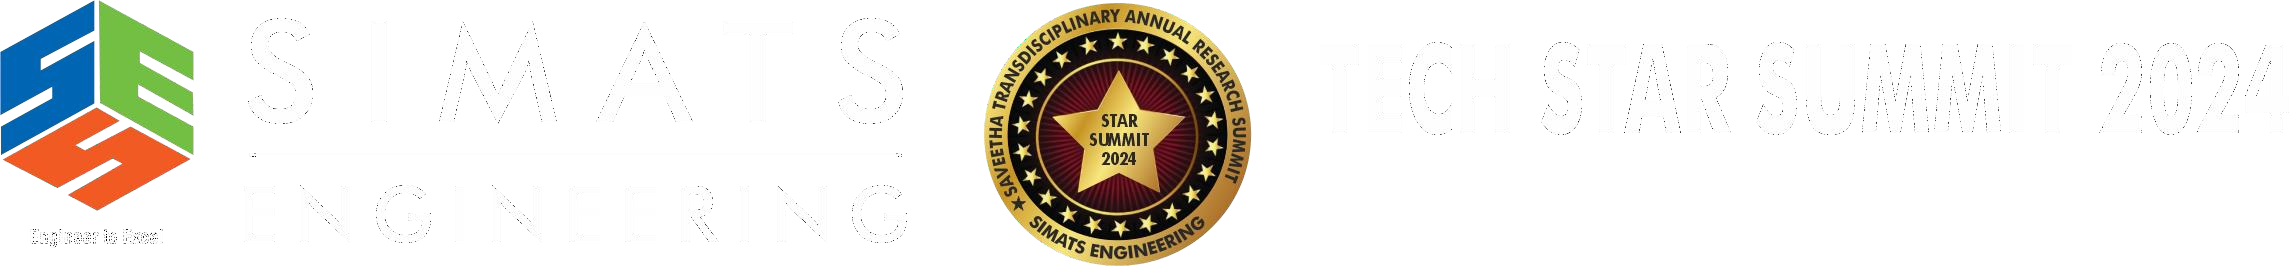 SES
SIMATS
ENGINEERING
Engineer to Excel
SAVEETHA TRANSDISCIPLINARY ANNUAL RESEARCH SUMMIT
STAR
SUMMIT
2024
SIMATS ENGINEERING
TECH STAR SUMMIT 2024